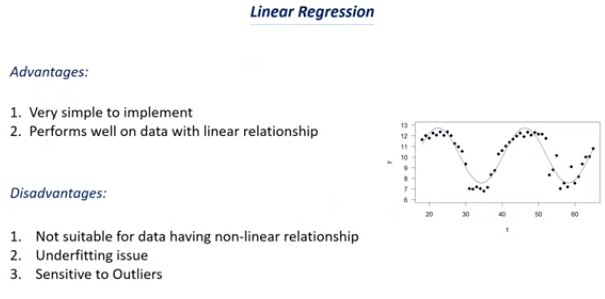 Linear Regression
Advantages:
1. Very simple to implement
2. Performs well on data with linear relationship
Disadvantages:
1. Not suitable for data having non-linear relationship
2. Underfitting issue
3. Sensitive to Outliers
13
12
11
10
9
8
7
6
y
20 30 40 50 60
t